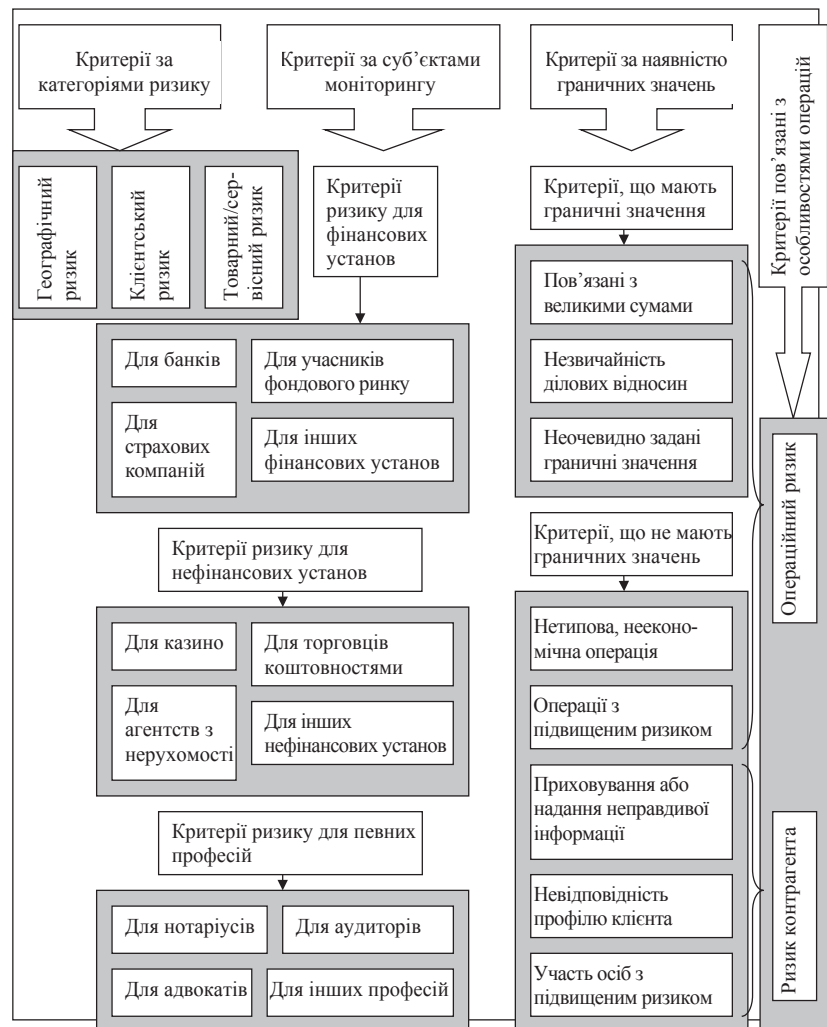 Критерії за
категоріями ризику
Критерії за суб’єктами
моніторингу
Критерії за наявністю
граничних значень
Критерії пов’язані з
особливостями операцій
Географічний
ризик
Клієнтський
ризик
Товарний/сер-
вісний ризик
Критерії
ризику для
фінансових
установ
Для банків
Для учасників
фондового ринку
Для
страхових
компаній
Для інших
фінансових установ
Критерії ризику для
нефінансових установ
Для казино
Для торговців
коштовностями
Для
агентств з
нерухомості
Для інших
нефінансових установ
Критерії ризику для певних
професій
Для нотаріусів
Для аудиторів
Для адвокатів
Для інших професій
Критерії, що мають
граничні значення
Пов’язані з
великими сумами
Незвичайність
ділових відносин
Неочевидно задані
граничні значення
Критерії, що не мають
граничних значень
Нетипова, нееконо-
мічна операція
Операції з
підвищеним ризиком
Приховування або
надання неправдивої
інформації
Невідповідність
профілю клієнта
Участь осіб з
підвищеним ризиком
Операційний ризик
Ризик контрагента